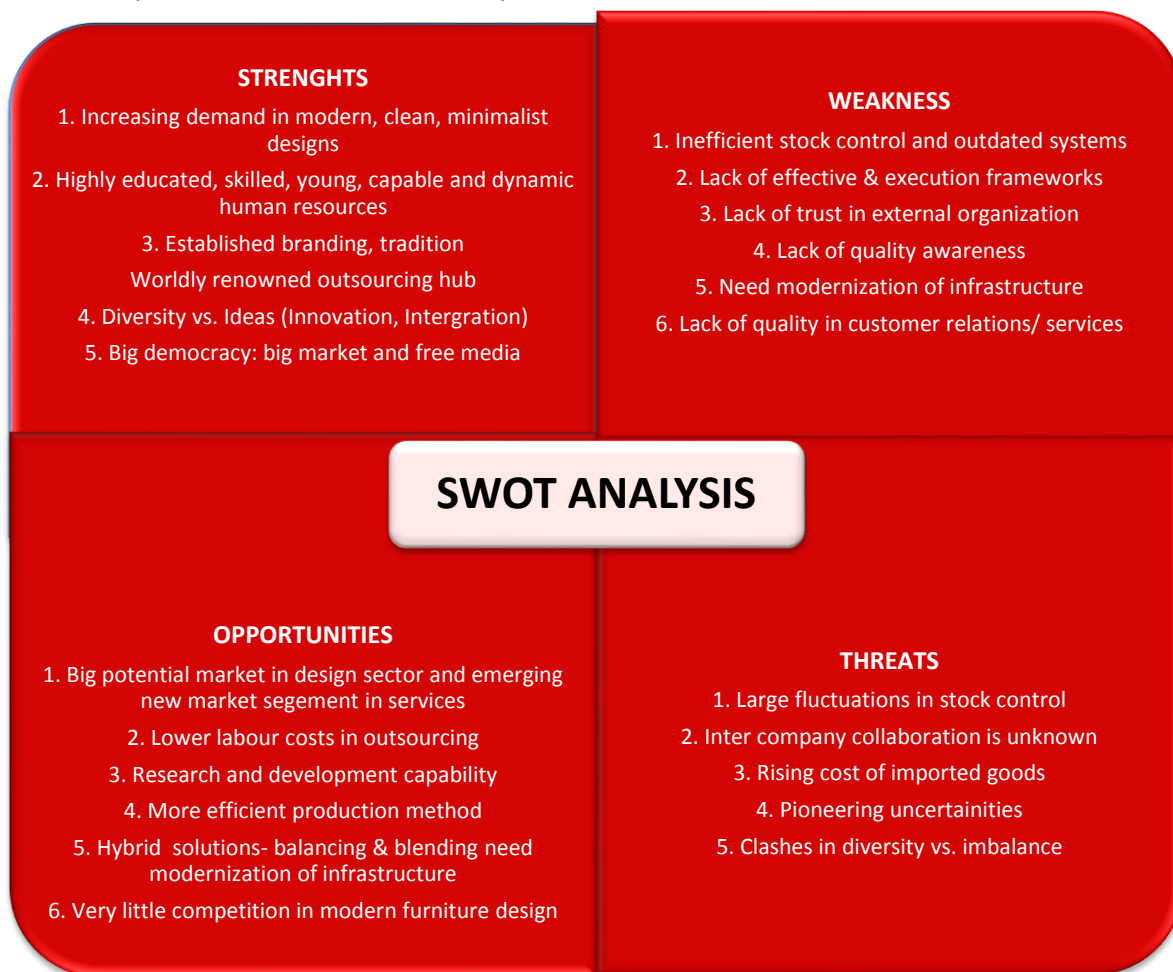 STRENGHTS
1. Increasing demand in modern, clean, minimalist
designs
2. Highly educated, skilled, young, capable and dynamic
human resources
3. Established branding, tradition
Worldly renowned outsourcing hub
4. Diversity vs. Ideas (Innovation, Intergration)
5. Big democracy: big market and free media
WEAKNESS
1. Inefficient stock control and outdated systems
2. Lack of effective & execution frameworks
3. Lack of trust in external organization
4. Lack of quality awareness
5. Need modernization of infrastructure
6. Lack of quality in customer relations/ services
SWOT ANALYSIS
OPPORTUNITIES
1. Big potential market in design sector and emerging
new market segement in services
2. Lower labour costs in outsourcing
3. Research and development capability
4. More efficient production method
5. Hybrid solutions- balancing & blending need
modernization of infrastructure
6. Very little competition in modern furniture design
THREATS
1. Large fluctuations in stock control
2. Inter company collaboration is unknown
3. Rising cost of imported goods
4. Pioneering uncertainities
5. Clashes in diversity vs. imbalance